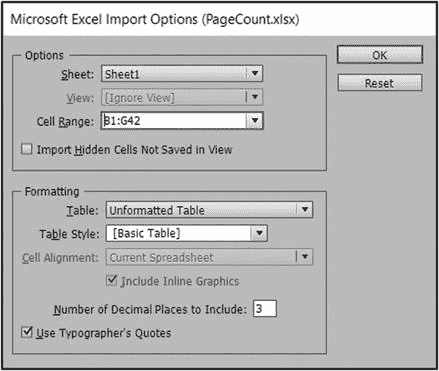 Microsoft Excel Import Options (PageCount.xlsx)
Options
OK
Sheet: Sheet1
Reset
View: [Ignore View]
Cell Range: B1:G42
Import Hidden Cells Not Saved in View
Formatting
Table: Unformatted Table
Table Style: [Basic Table]
Cell Alignment: Current Spreadsheet
Include Inline Graphics
Number of Decimal Places to Include: 3
Use Typographer's Quotes